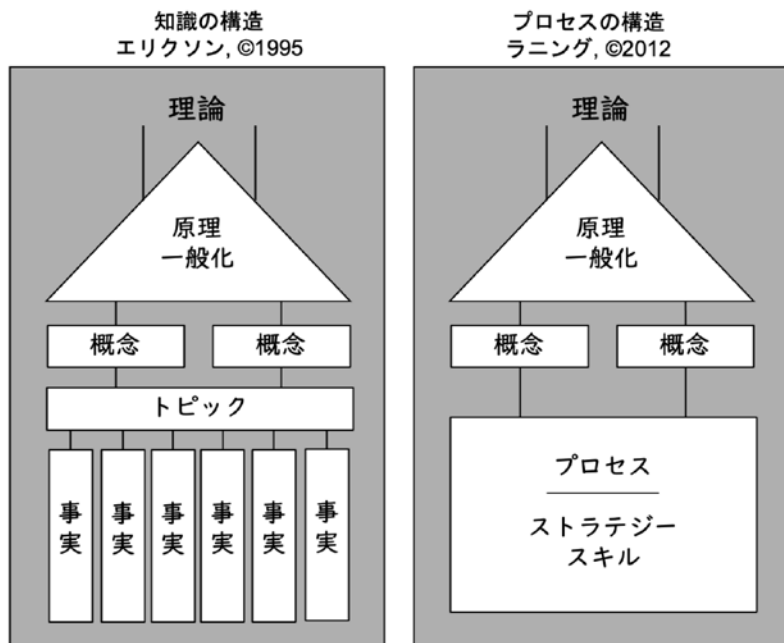 知識の構造
エリクソン, ©1995
理論
原理
一般化
概念
概念
トピック
事実
事実
事実
事実
事実
事実
プロセスの構造
ラニング, ©2012
理論
原理
一般化
概念
概念
プロセス
ストラテジー
スキル